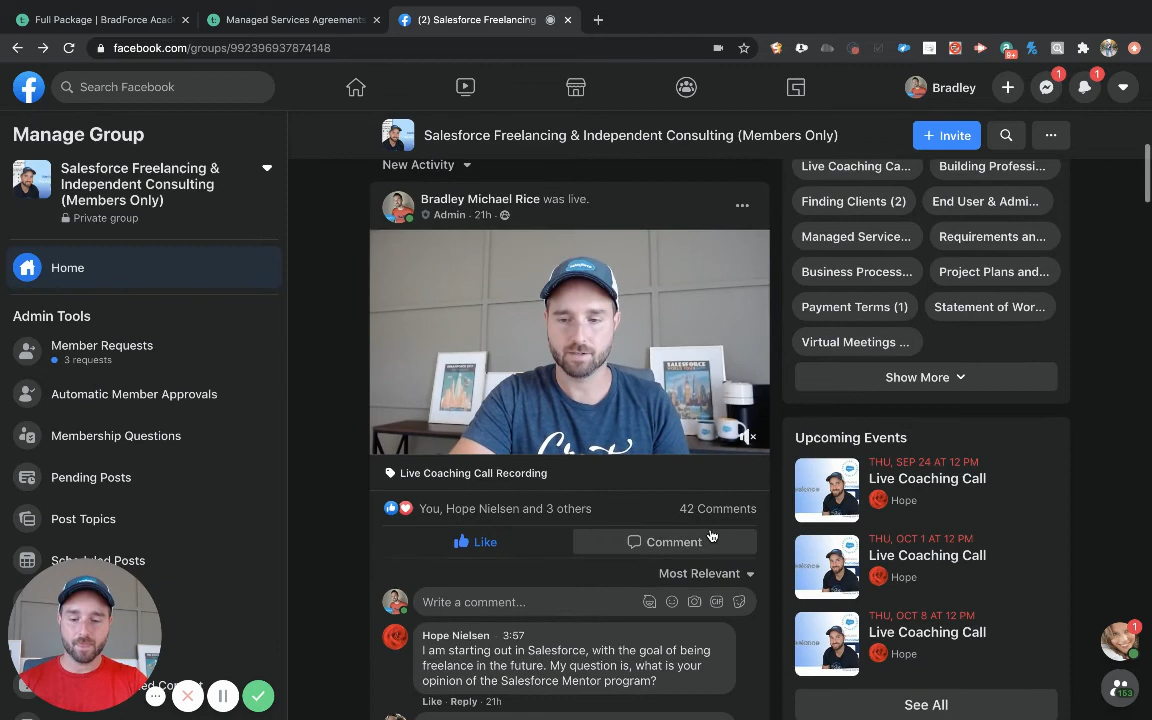 Full Package | BradForce Aca
Managed Services Agreements
(2) Salesforce Freelancing
facebook.com/groups/992396937874148
Search Facebook
Bradley
1
1
Manage Group
Salesforce Freelancing &
Independent Consulting
(Members Only)
Private group
Home
Admin Tools
Member Requests
3 requests
Automatic Member Approvals
Membership Questions
Pending Posts
Post Topics
Scheduled Posts
Salesforce Freelancing & Independent Consulting (Members Only)
+ Invite
New Activity
Bradley Michael Rice was live.
Admin · 21h ·
salesforce
Live Coaching Call Recording
You, Hope Nielsen and 3 others
42 Comments
Like
Comment
Most Relevant
Write a comment...
GIF
Hope Nielsen · 3:57
I am starting out in Salesforce, with the goal of being
freelance in the future. My question is, what is your
opinion of the Salesforce Mentor program?
Like · Reply · 21h
Live Coaching Ca...
Building Professi...
Finding Clients (2)
End User & Admi...
Managed Service...
Requirements an...
Business Process...
Project Plans and...
Payment Terms (1)
Statement of Wor...
Virtual Meetings ...
Show More
Upcoming Events
THU, SEP 24 AT 12 PM
Live Coaching Call
Hope
THU, OCT 1 AT 12 PM
Live Coaching Call
Hope
THU, OCT 8 AT 12 PM
Live Coaching Call
Hope
See All
1
153